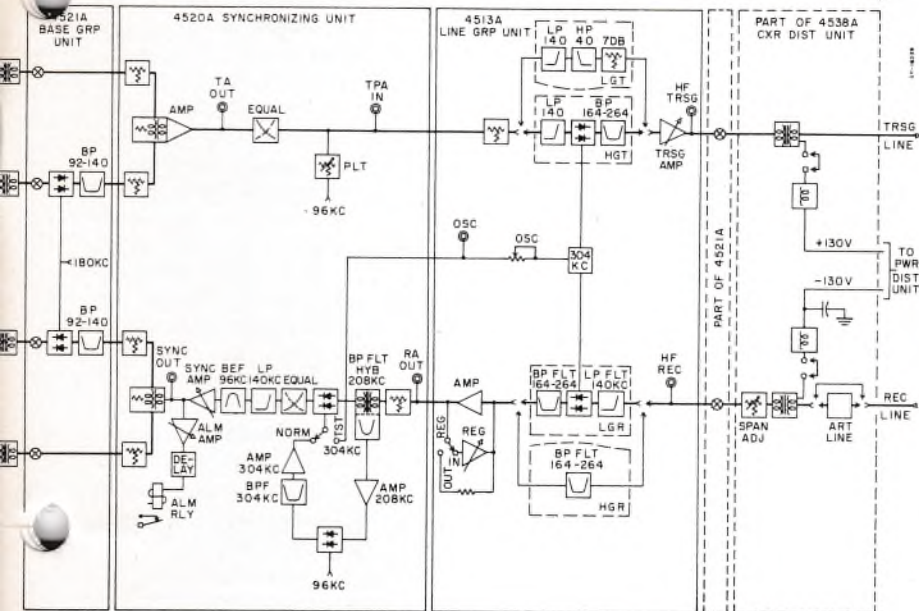 4521A
BASE GRP
UNIT
4520A SYNCHRONIZING UNIT
4513A
LINE GRP UNIT
PART OF 4521A
PART OF 4538A
CXR DIST UNIT
AMP
TA
OUT
EQUAL
TPA
IN
PLT
96KC
LP
140
HP
40
7DB
LGT
LP
140
BP
164-264
HGT
HF
TRSG
TRSG
AMP
TRSG
LINE
BP
92-140
180KC
BP
92-140
OSC
OSC
304
KC
+130V
-130V
TO
PWR
DIST
UNIT
SYNC
OUT
SYNC
AMP
BEF
96KC
LP
140KC
EQUAL
BP FLT
HYB
208KC
RA
OUT
AMP
REG
REG
IN
OUT
BP FLT
164-264
LP FLT
140KC
LGR
BP FLT
164-264
HGR
HF
REC
SPAN
ADJ
ART
LINE
REC
LINE
ALM
AMP
DE-
LAY
ALM
RLY
NORM
TST
304KC
AMP
304KC
BPF
304KC
AMP
208KC
96KC